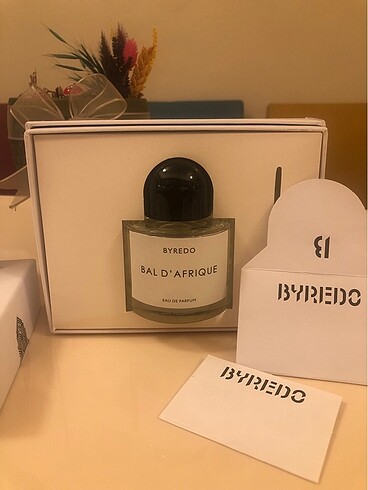 BYREDO
BAL D'AFRIQUE
EAU DE PARFUM
BYREDO
BYREDO